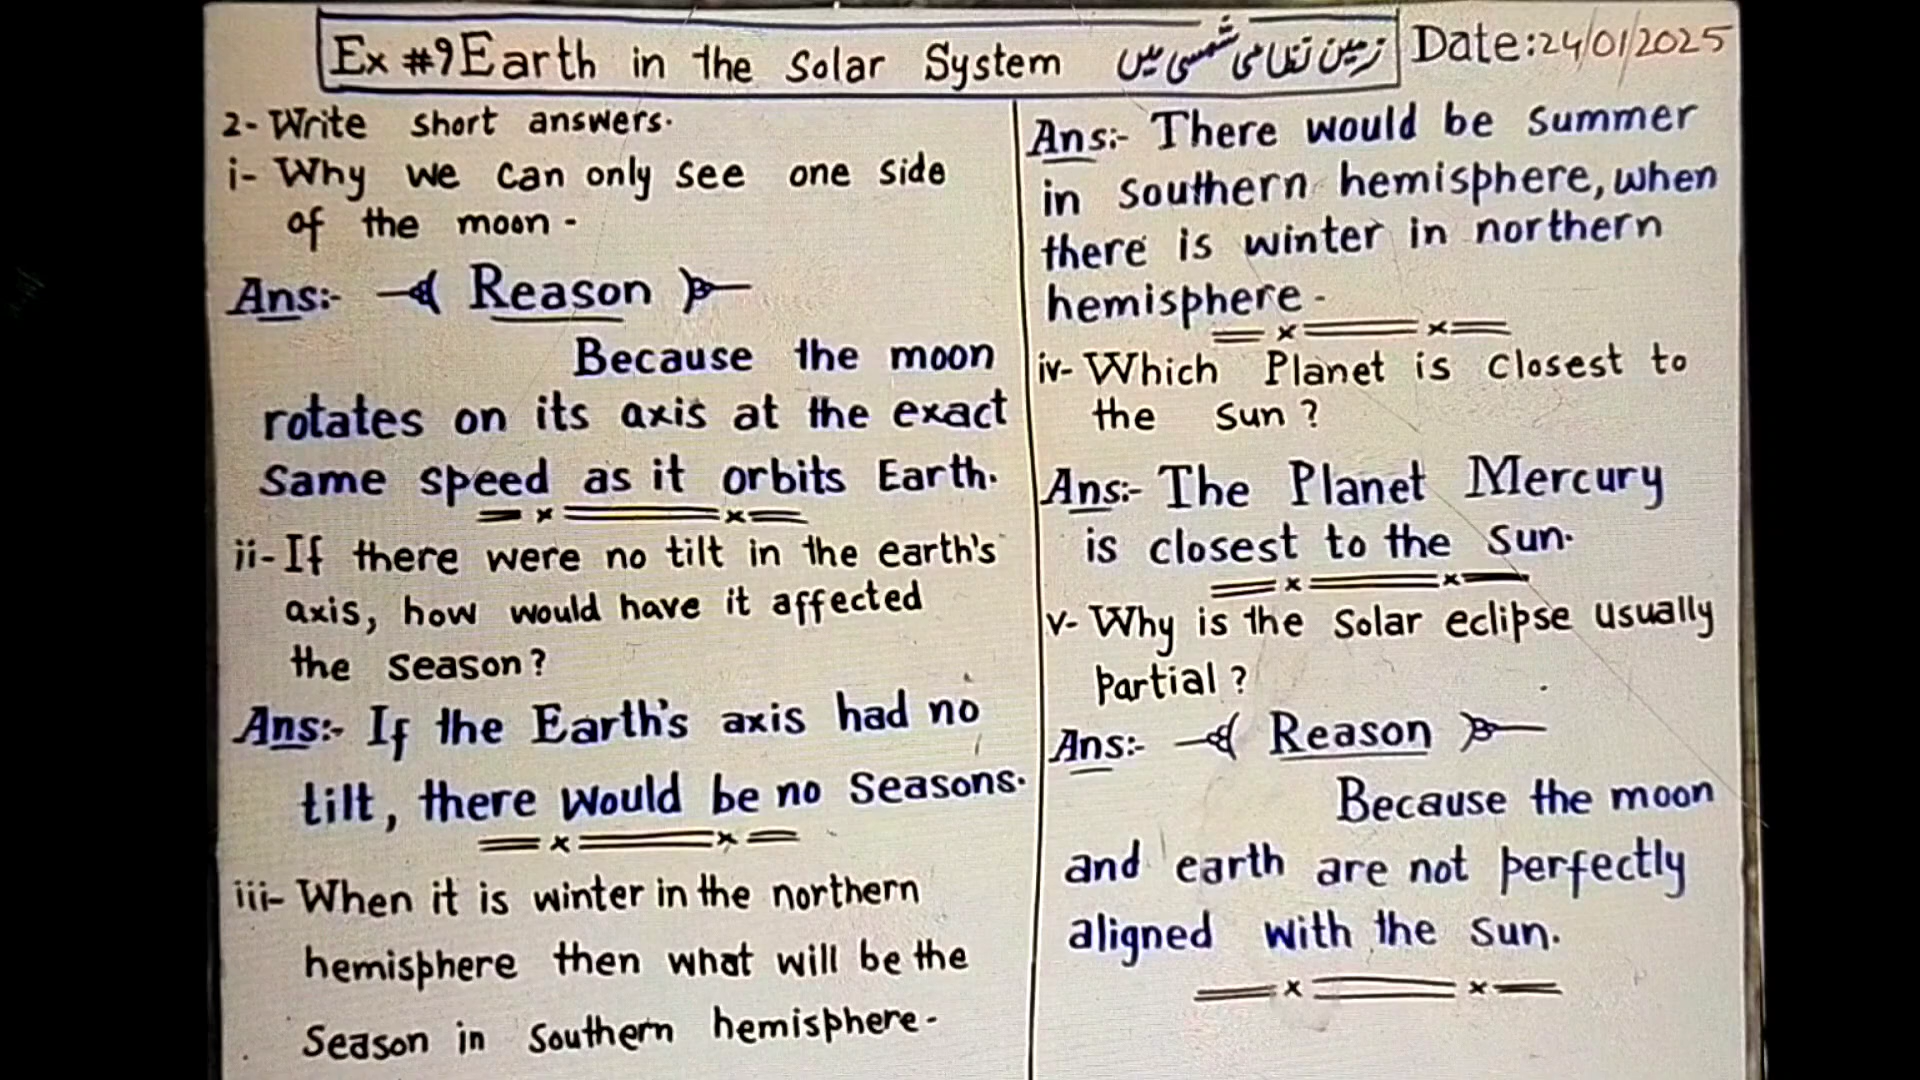 Ex #9 Earth in the Solar System زمین نظام شمسی میں
Date: 24/01/2025
2- Write short answers.
i- Why we can only see one side
of the moon -
Ans:- Reason
Because the moon
rotates on its axis at the exact
same speed as it orbits Earth.
ii- If there were no tilt in the earth's
axis, how would have it affected
the season?
Ans:- If the Earth's axis had no
tilt, there would be no seasons.
iii- When it is winter in the northern
hemisphere then what will be the
season in southern hemisphere -
Ans:- There would be summer
in southern hemisphere, when
there is winter in northern
hemisphere -
iv- Which Planet is closest to
the sun?
Ans:- The Planet Mercury
is closest to the sun.
v- Why is the solar eclipse usually
partial?
Ans:- Reason
Because the moon
and earth are not perfectly
aligned with the sun.